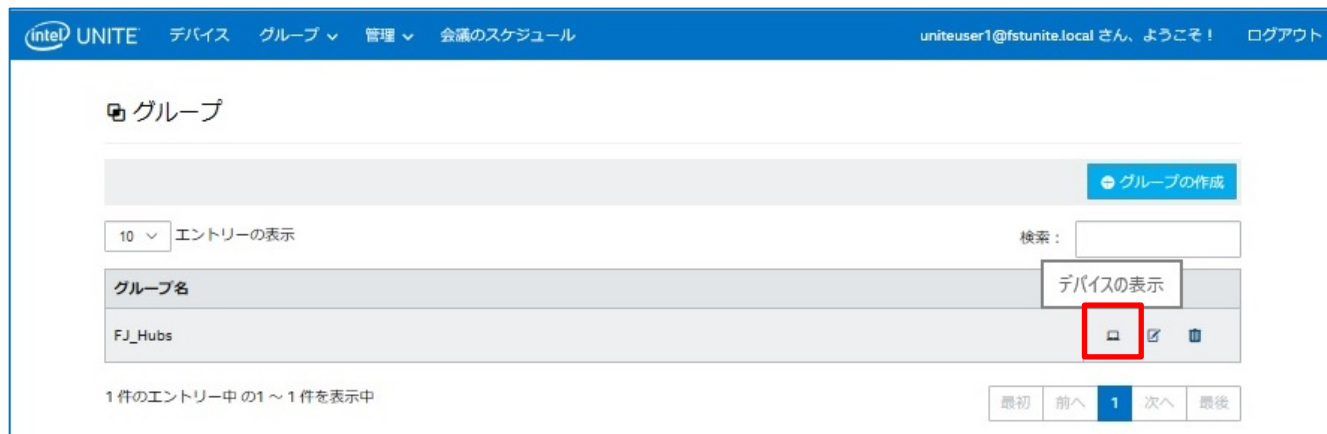 intel UNITE デバイス グループ 管理 会議のスケジュール uniteuser1@fstunite.local さん、ようこそ！ ログアウト
グループ
グループの作成
10 エントリーの表示 検索：
グループ名 デバイスの表示
FJ_Hubs
1 件のエントリー中 の1 ～ 1 件を表示中 最初 前へ 1 次へ 最後